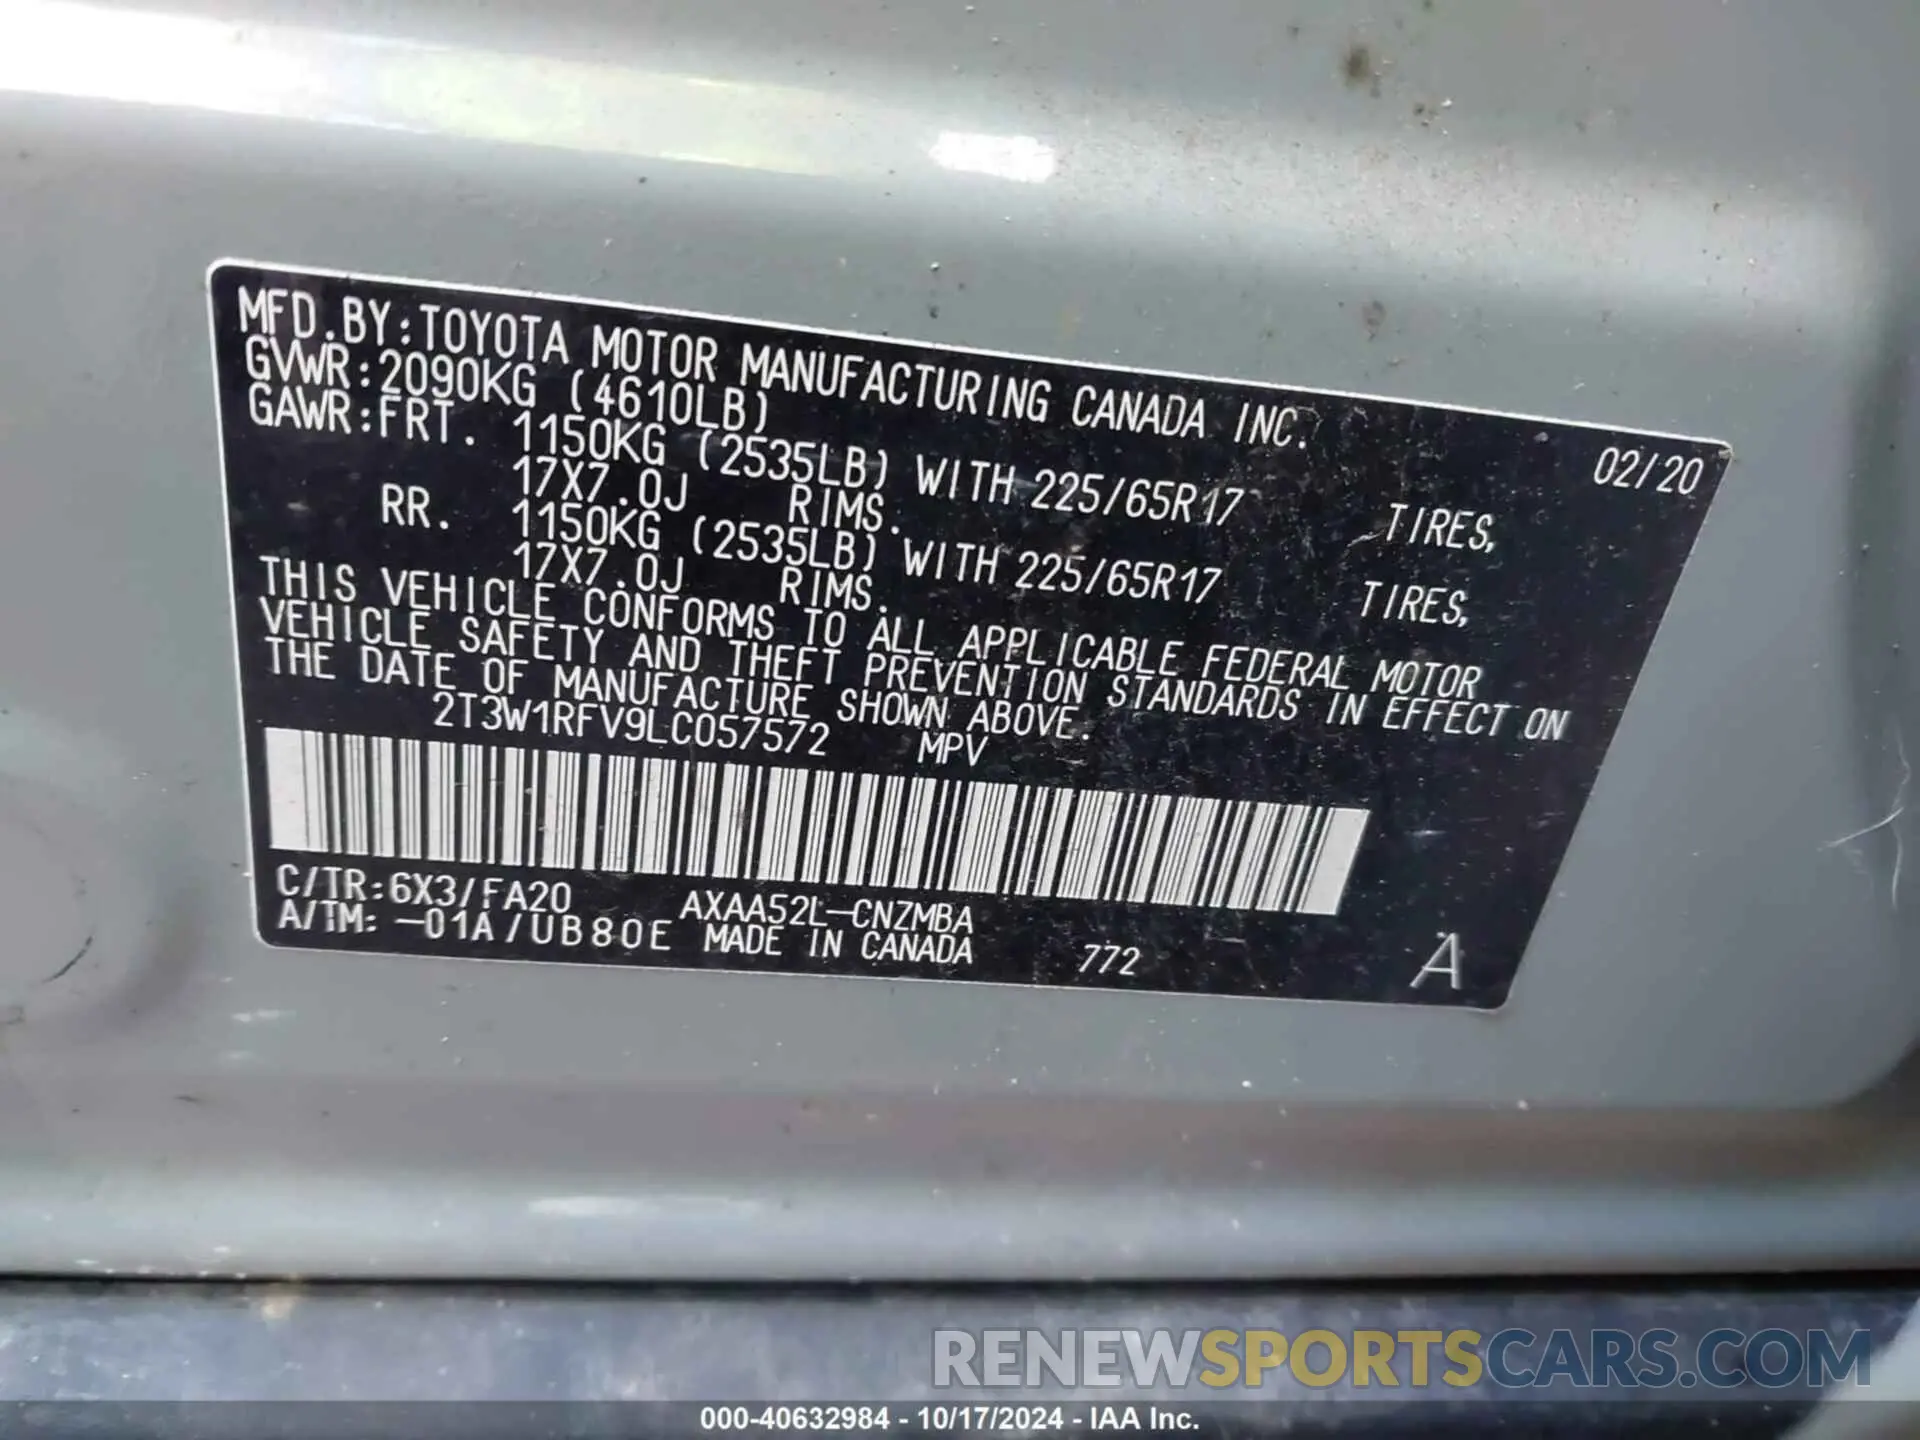 MFD.BY:TOYOTA MOTOR MANUFACTURING CANADA INC. 02/20
GVWR:2090KG (4610LB)
GAWR:FRT. 1150KG (2535LB) WITH 225/65R17 TIRES,
17X7.0J RIMS.
RR. 1150KG (2535LB) WITH 225/65R17 TIRES,
17X7.0J RIMS.
THIS VEHICLE CONFORMS TO ALL APPLICABLE FEDERAL MOTOR
VEHICLE SAFETY AND THEFT PREVENTION STANDARDS IN EFFECT ON
THE DATE OF MANUFACTURE SHOWN ABOVE.
2T3W1RFV9LC057572 MPV
C/TR:6X3/FA20 AXAA52L-CNZMBA
A/TM:-01A/UB80E MADE IN CANADA 772 A
RENEWSPORTSCARS.COM
000-40632984 - 10/17/2024 - IAA Inc.